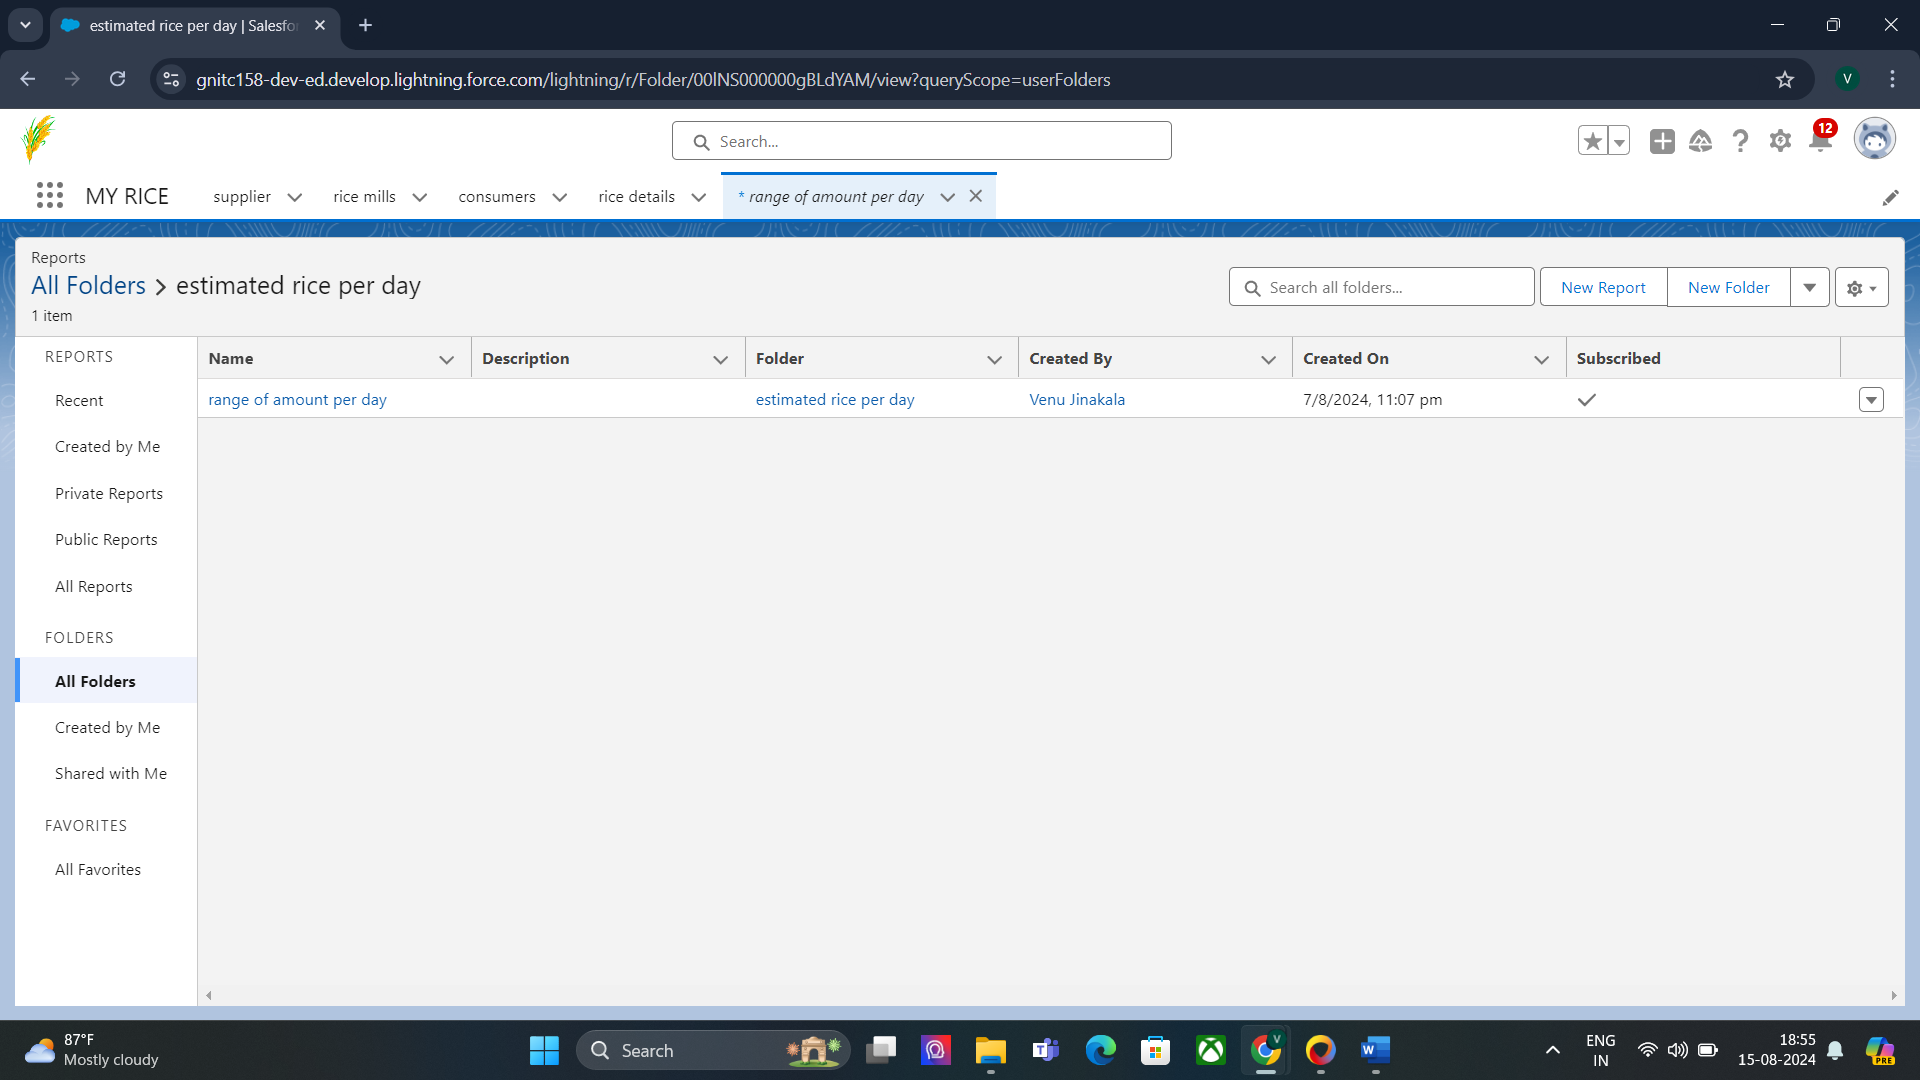 estimated rice per day | Salesfo
gnitc158-dev-ed.develop.lightning.force.com/lightning/r/Folder/00lNS000000gBLdYAM/view?queryScope=userFolders
V
Search...
12
MY RICE
supplier
rice mills
consumers
rice details
* range of amount per day
Reports
All Folders > estimated rice per day
1 item
Search all folders...
New Report
New Folder
REPORTS
Recent
Created by Me
Private Reports
Public Reports
All Reports
FOLDERS
All Folders
Created by Me
Shared with Me
FAVORITES
All Favorites
Name Description Folder Created By Created On Subscribed
range of amount per day estimated rice per day Venu Jinakala 7/8/2024, 11:07 pm
87°F
Mostly cloudy
Search
V
ENG
IN
18:55
15-08-2024
PRE